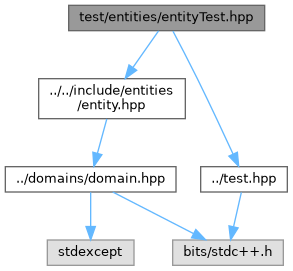 test/entities/entityTest.hpp
../../include/entities
/entity.hpp
../domains/domain.hpp
../test.hpp
stdexcept
bits/stdc++.h